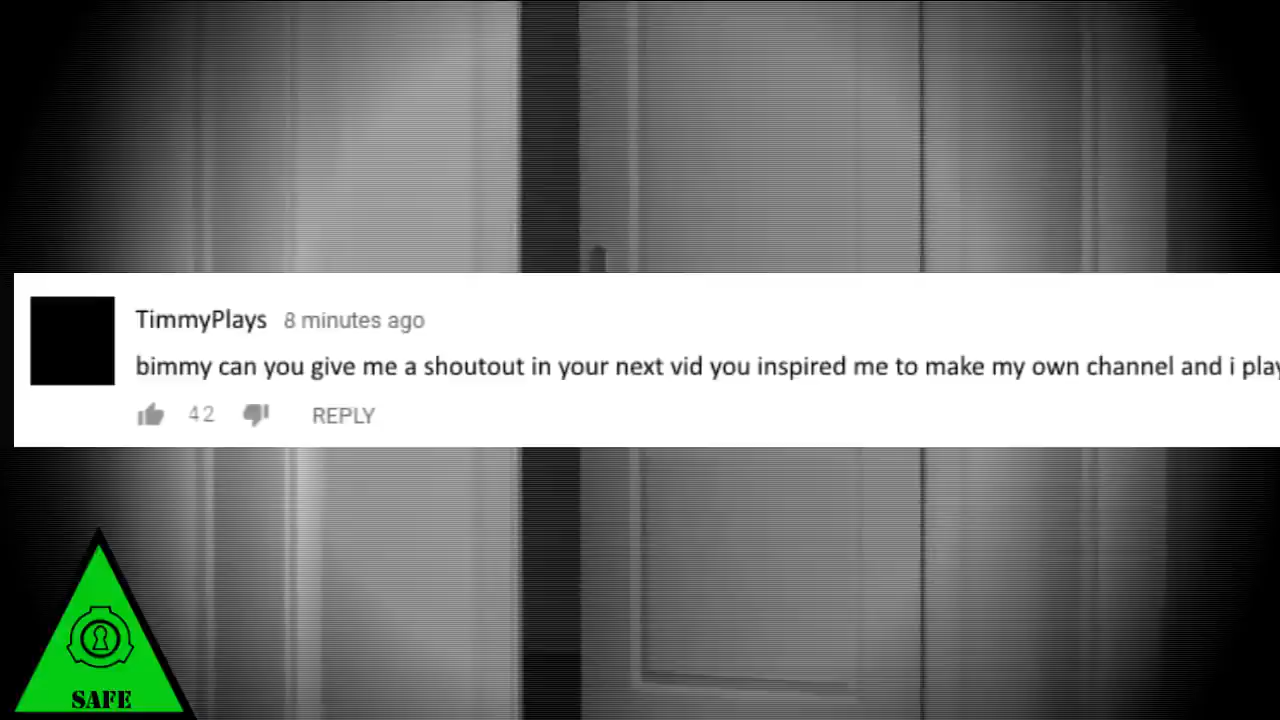 TimmyPlays 8 minutes ago
bimmy can you give me a shoutout in your next vid you inspired me to make my own channel and i play
42 REPLY
SAFE